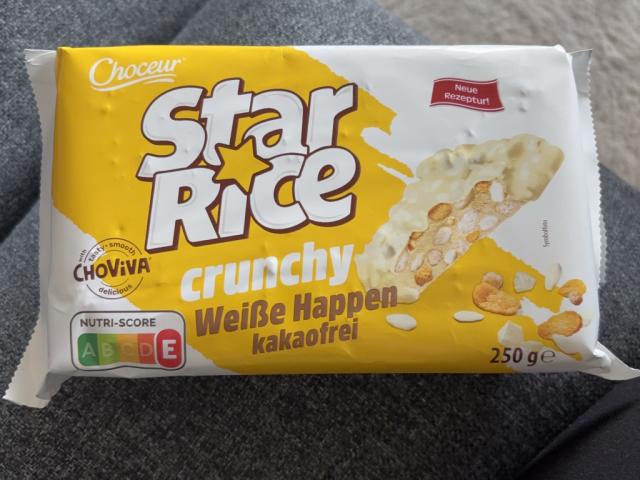 Choceur
Neue
Rezeptur!
Star
Rice
crunchy
Weiße Happen
kakaofrei
with
tasty • smooth
CHOViVA
delicious
NUTRI-SCORE
A B C D E
250 g e
Symbolfoto